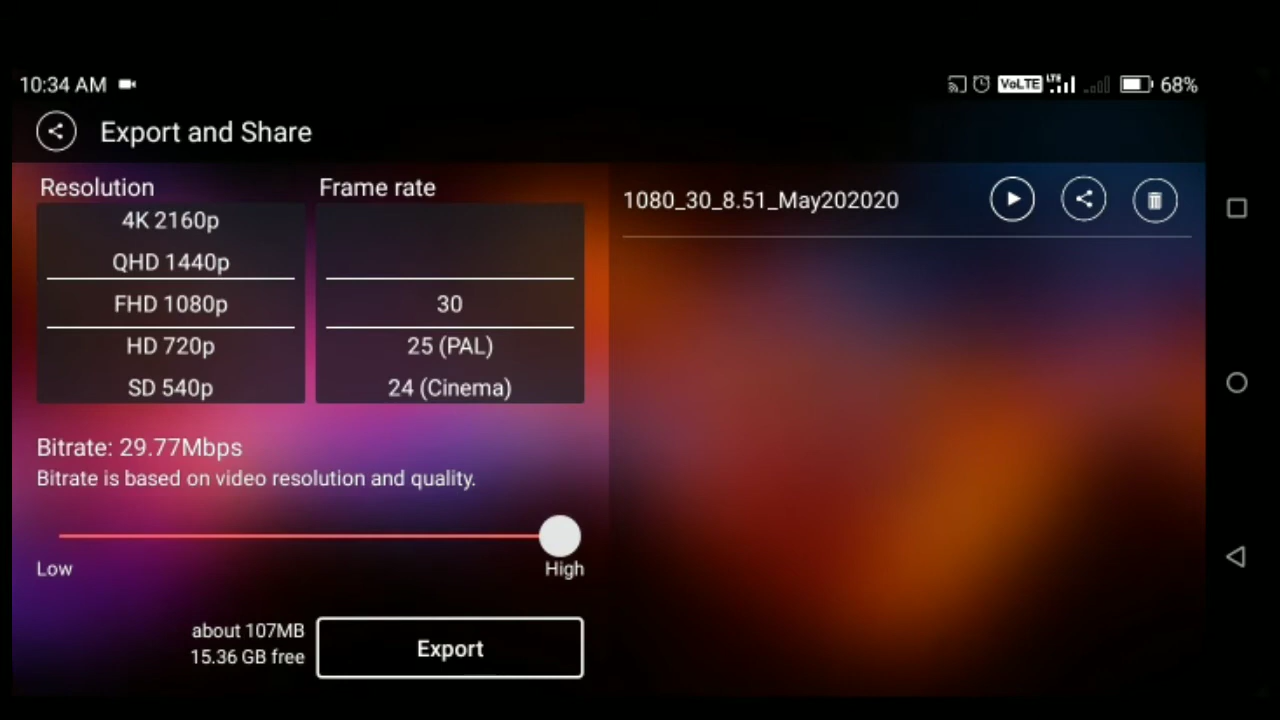 10:34 AM
VoLTE LTE 68%
Export and Share
Resolution
4K 2160p
QHD 1440p
FHD 1080p
HD 720p
SD 540p
Frame rate
30
25 (PAL)
24 (Cinema)
Bitrate: 29.77Mbps
Bitrate is based on video resolution and quality.
Low
High
about 107MB
15.36 GB free
Export
1080_30_8.51_May202020